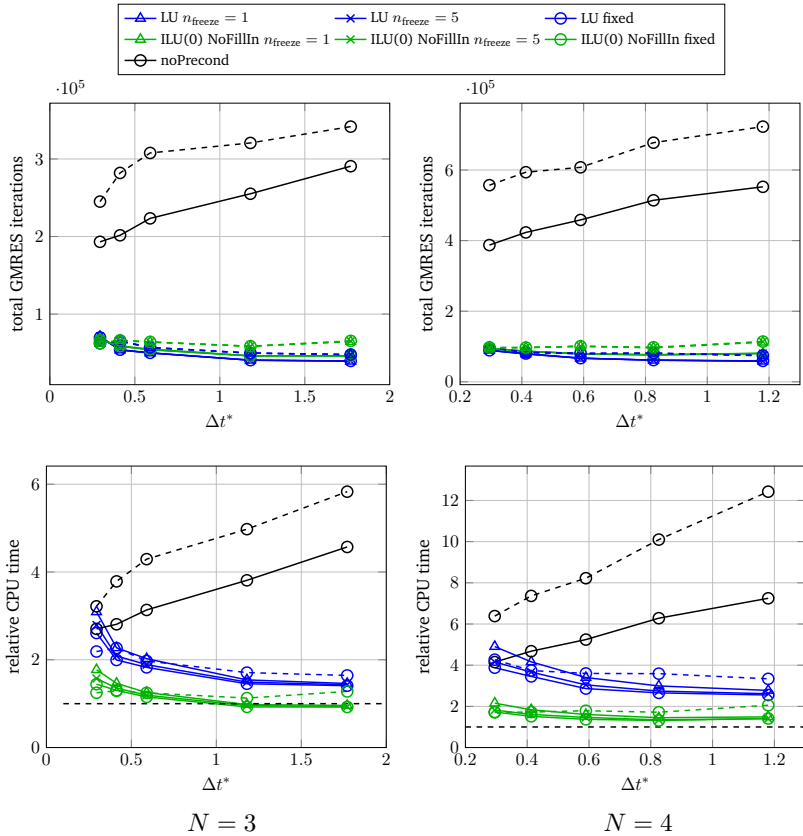 LU n_freeze = 1 LU n_freeze = 5 LU fixed
ILU(0) NoFillIn n_freeze = 1 ILU(0) NoFillIn n_freeze = 5 ILU(0) NoFillIn fixed
noPrecond
·10^5
total GMRES iterations
3
2
1
0 0.5 1 1.5 2
Δt*
·10^5
total GMRES iterations
6
4
2
0
0.2 0.4 0.6 0.8 1 1.2
Δt*
relative CPU time
6
4
2
0
0 0.5 1 1.5 2
Δt*
N = 3
relative CPU time
12
10
8
6
4
2
0
0.2 0.4 0.6 0.8 1 1.2
Δt*
N = 4